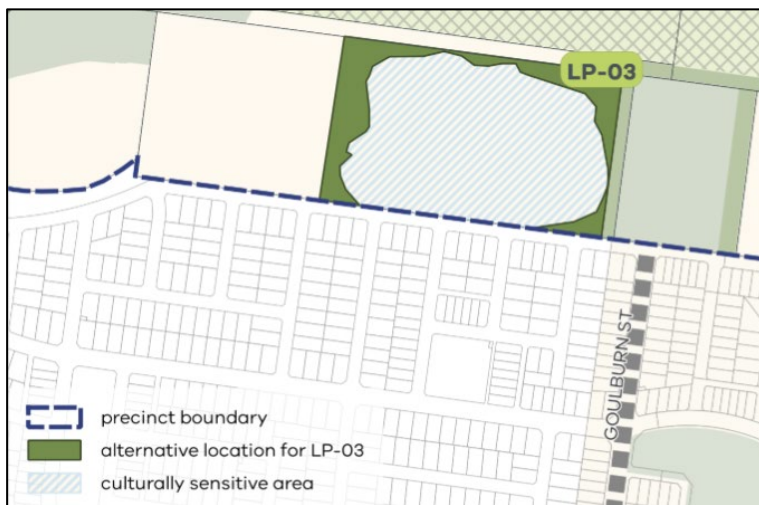 LP-03
GOULBURN ST
precinct boundary
alternative location for LP-03
culturally sensitive area